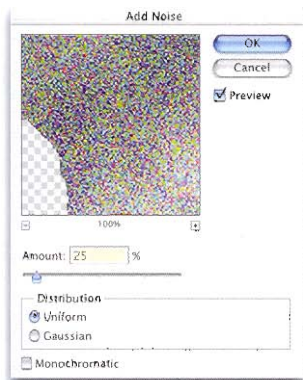 Add Noise
OK
Cancel
Preview
100%
Amount: 25 %
Distribution
Uniform
Gaussian
Monochromatic